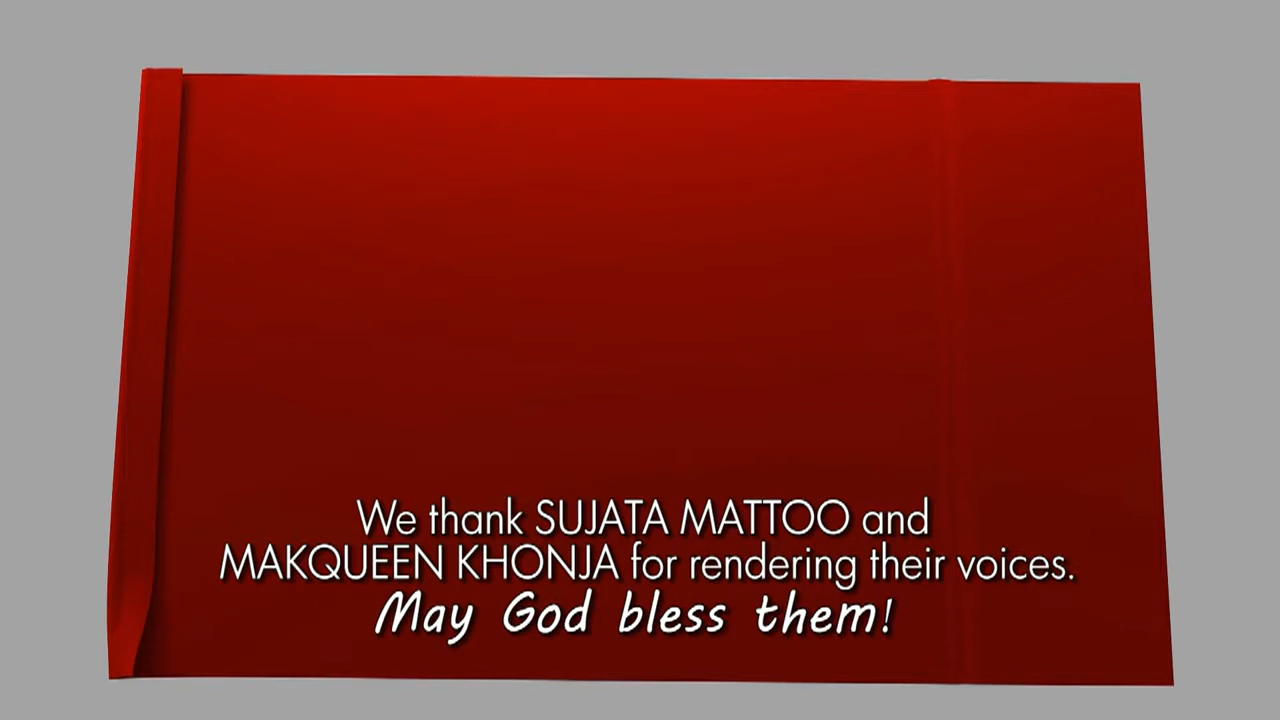 We thank SUJATA MATTOO and
MAKQUEEN KHONJA for rendering their voices.
May God bless them!